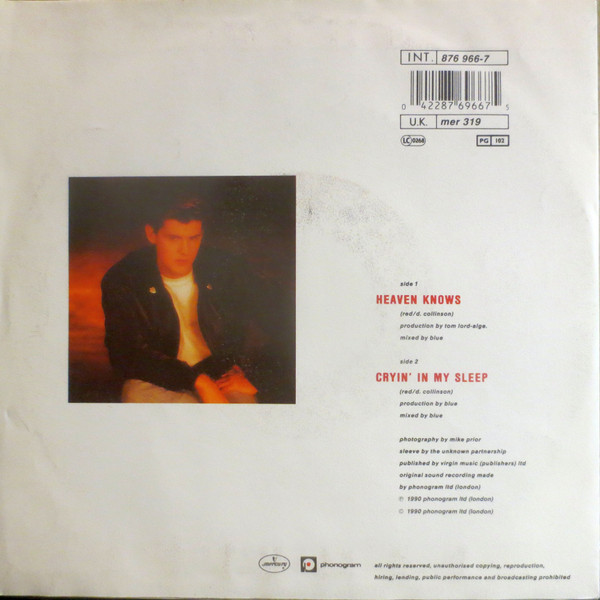 INT. 876 966-7
0 42287 69667 5
U.K. mer 319
LC 0268 PG 102
side 1
HEAVEN KNOWS
(red/d. collinson)
production by tom lord-alge.
mixed by blue
side 2
CRYIN' IN MY SLEEP
(red/d. collinson)
production by blue
mixed by blue
photography by mike prior
sleeve by the unknown partnership
published by virgin music (publishers) ltd
original sound recording made
by phonogram ltd (london)
℗ 1990 phonogram ltd (london)
© 1990 phonogram ltd (london)
mercury phonogram
all rights reserved, unauthorized copying, reproduction,
hiring, lending, public performance and broadcasting prohibited